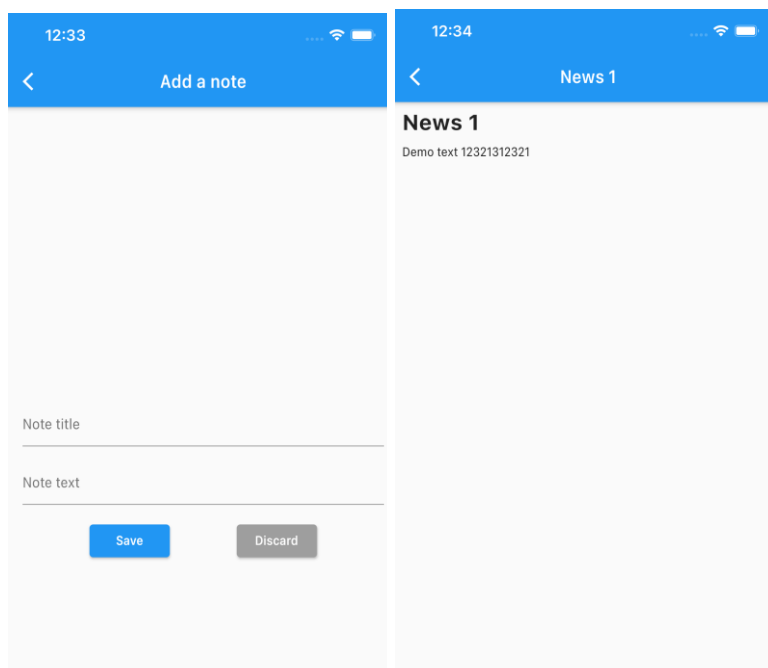 12:33
Add a note
Note title
Note text
Save
Discard
12:34
News 1
News 1
Demo text 12321312321